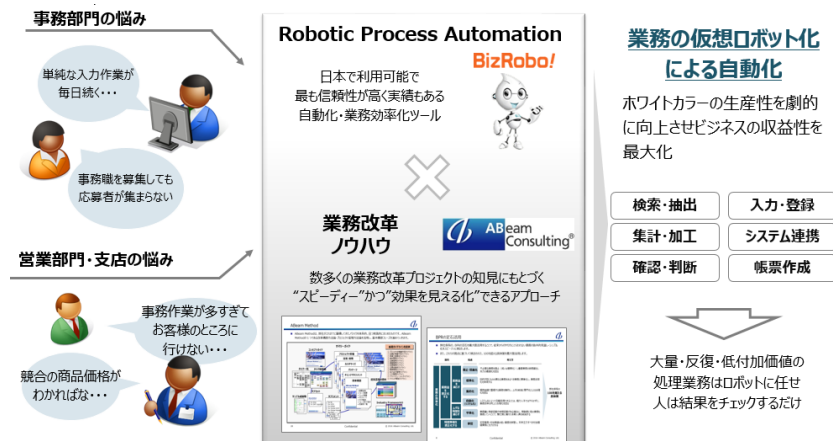 事務部門の悩み
単純な入力作業が
毎日続く・・・
事務職を募集しても
応募者が集まらない
営業部門・支店の悩み
事務作業が多すぎて
お客様のところに
行けない・・・
競合の商品価格が
わかればな・・・
Robotic Process Automation
BizRobo!
日本で利用可能で
最も信頼性が高く実績もある
自動化・業務効率化ツール
業務改革
ノウハウ
ABeam
Consulting®
数多くの業務改革プロジェクトの知見にもとづく
“スピーディー”かつ”効果を見える化”できるアプローチ
ABeam Method
業務の仮想ロボット化
による自動化
ホワイトカラーの生産性を劇的
に向上させビジネスの収益性を
最大化
検索・抽出
入力・登録
集計・加工
システム連携
確認・判断
帳票作成
大量・反復・低付加価値の
処理業務はロボットに任せ
人は結果をチェックするだけ